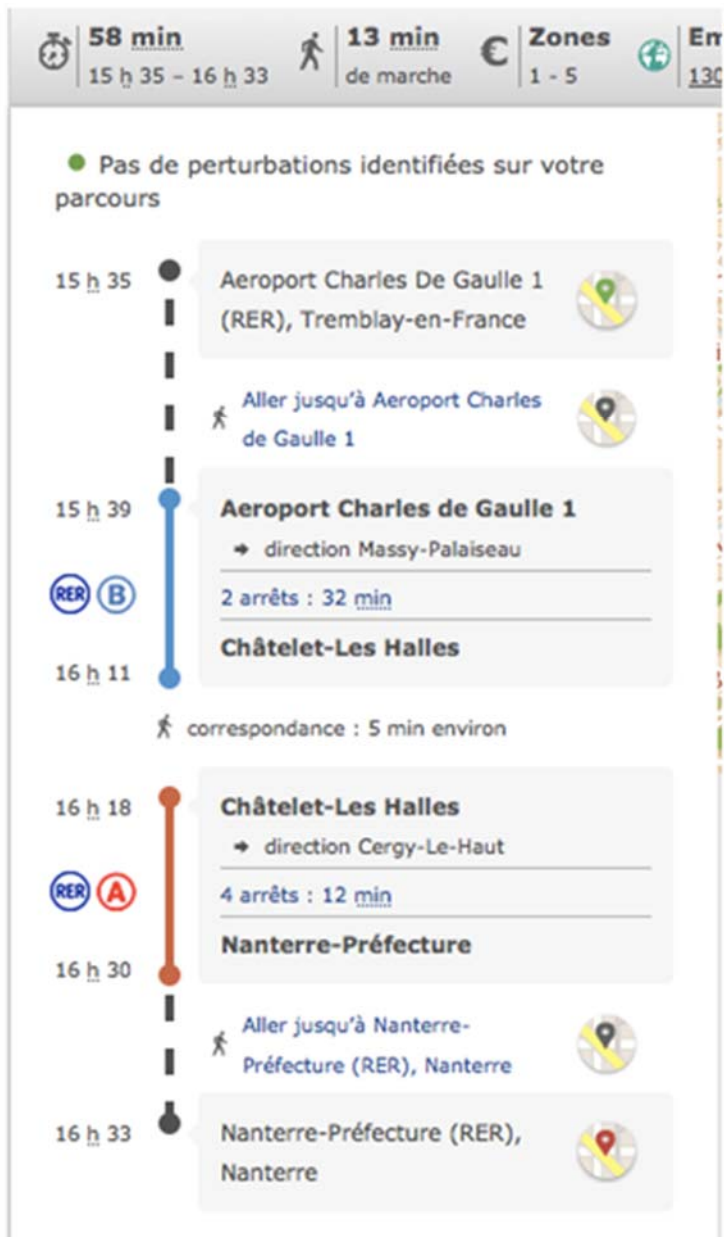 58 min
15 h 35 – 16 h 33
13 min
de marche
€
Zones
1 - 5
Em
130
Pas de perturbations identifiées sur votre
parcours
15 h 35
Aeroport Charles De Gaulle 1
(RER), Tremblay-en-France
Aller jusqu'à Aeroport Charles
de Gaulle 1
15 h 39
Aeroport Charles de Gaulle 1
direction Massy-Palaiseau
RER B
2 arrêts : 32 min
Châtelet-Les Halles
16 h 11
correspondance : 5 min environ
16 h 18
Châtelet-Les Halles
direction Cergy-Le-Haut
RER A
4 arrêts : 12 min
Nanterre-Préfecture
16 h 30
Aller jusqu'à Nanterre-
Préfecture (RER), Nanterre
16 h 33
Nanterre-Préfecture (RER),
Nanterre